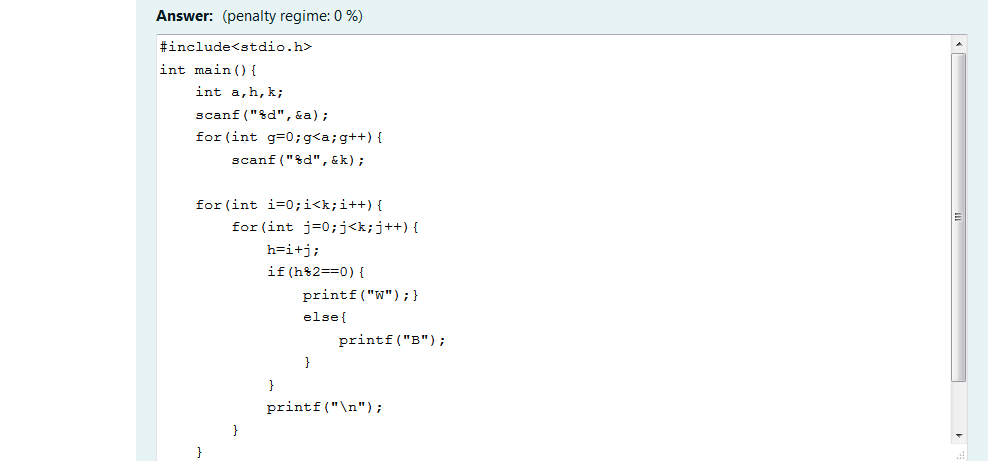 Answer: (penalty regime: 0 %)
#include<stdio.h>
int main(){
    int a,h,k;
    scanf("%d",&a);
    for(int g=0;g<a;g++){
        scanf("%d",&k);

    for(int i=0;i<k;i++){
        for(int j=0;j<k;j++){
            h=i+j;
            if(h%2==0){
                printf("W");}
                else{
                    printf("B");
                }
            }
            printf("\n");
        }
    }